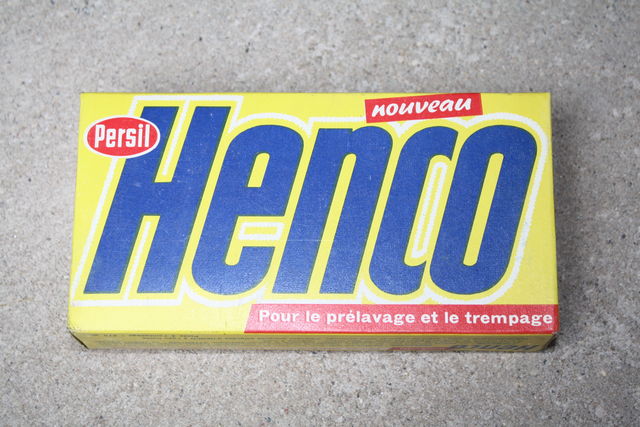 nouveau
Persil
Henco
Pour le prélavage et le trempage